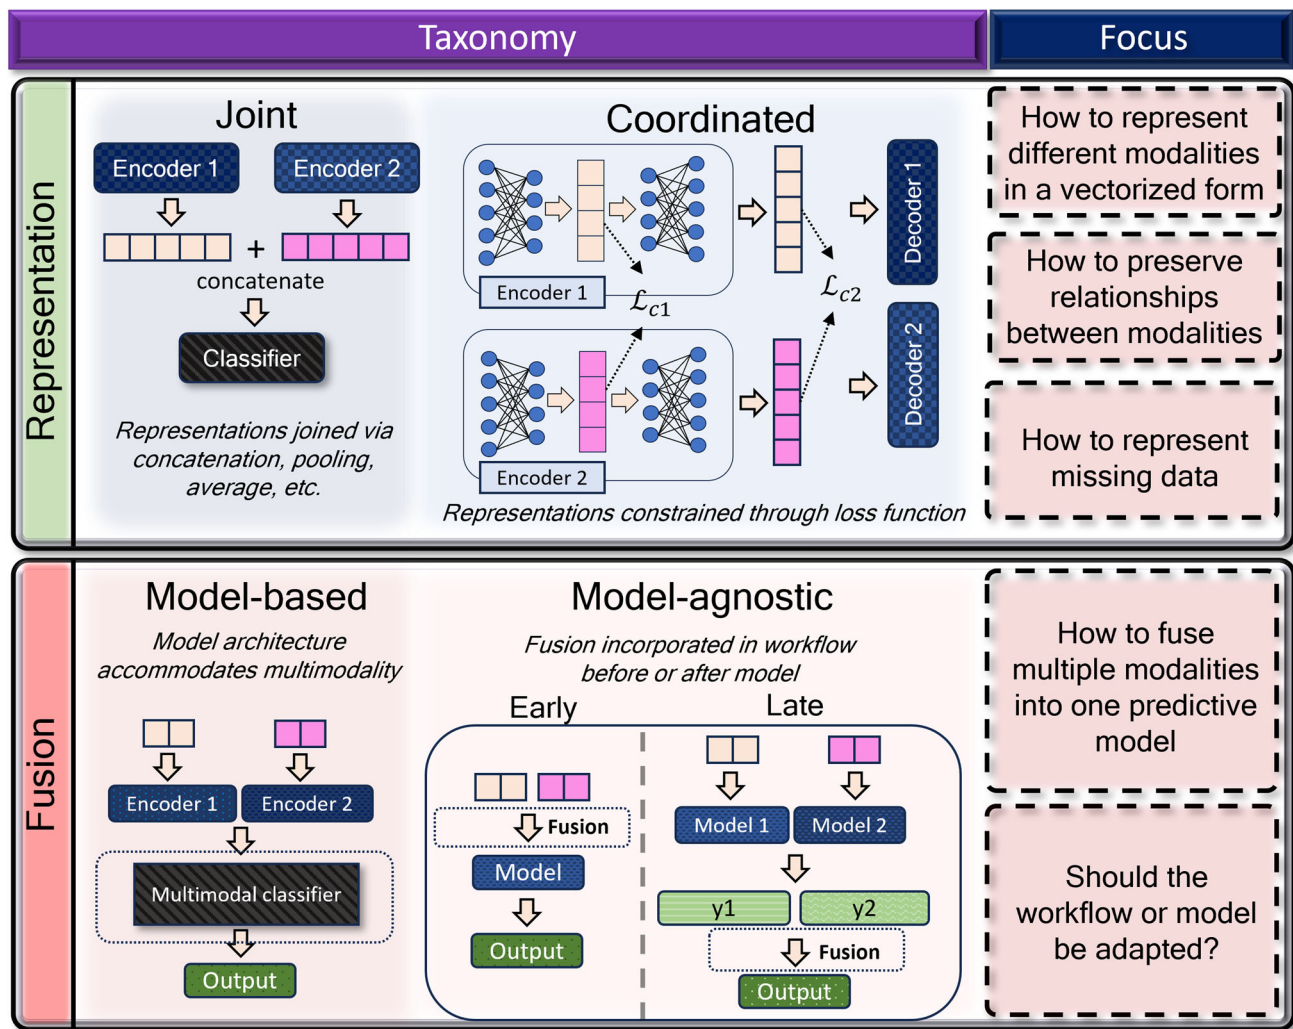 Taxonomy
Focus
Representation
Joint
Encoder 1
Encoder 2
+
concatenate
Classifier
Representations joined via
concatenation, pooling,
average, etc.
Coordinated
Encoder 1
ℒc1
Encoder 2
ℒc2
Decoder 1
Decoder 2
Representations constrained through loss function
How to represent
different modalities
in a vectorized form
How to preserve
relationships
between modalities
How to represent
missing data
Fusion
Model-based
Model architecture
accommodates multimodality
Encoder 1
Encoder 2
Multimodal classifier
Output
Model-agnostic
Fusion incorporated in workflow
before or after model
Early
Fusion
Model
Output
Late
Model 1
Model 2
y1
y2
Fusion
Output
How to fuse
multiple modalities
into one predictive
model
Should the
workflow or model
be adapted?